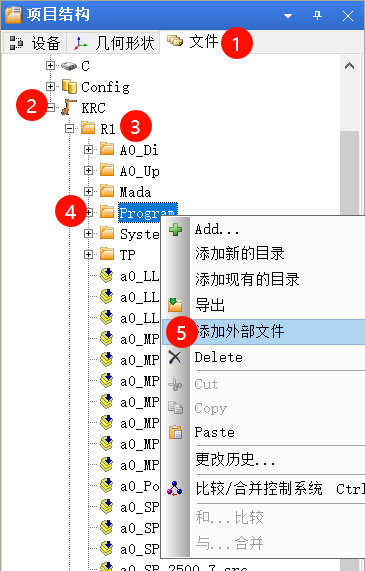 项目结构
设备 几何形状 文件 1
C
Config
2 KRC
R1 3
A0_Di
A0_Up
Mada
4 Program
Syste
TP
a0_LL
a0_LL
a0_LL
a0_MP
a0_MP
a0_MP
a0_MP
a0_MP
a0_MP
a0_MP
a0_Po
a0_SP
a0_SP
a0_SP
a0_SP_2500_7.src
Add...
添加新的目录
添加现有的目录
导出
5 添加外部文件
Delete
Cut
Copy
Paste
更改历史...
比较/合并控制系统 Ctrl
和...比较
与...合并